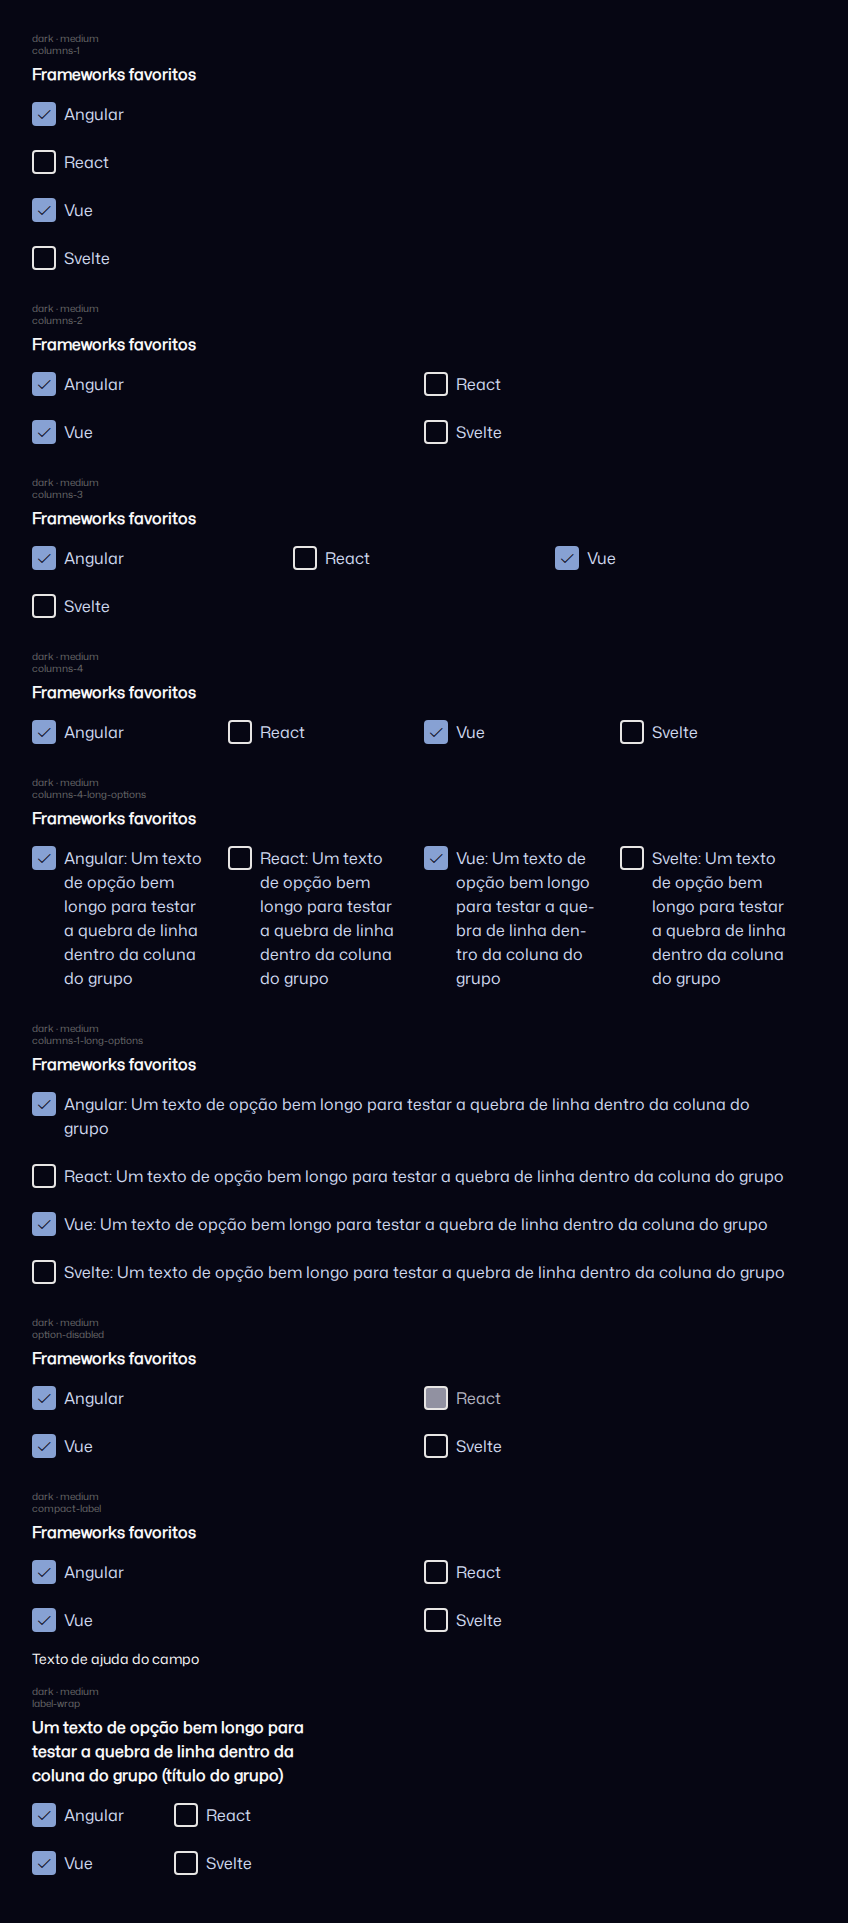 dark · medium
columns-1
Frameworks favoritos
Angular
React
Vue
Svelte
dark · medium
columns-2
Frameworks favoritos
Angular React
Vue Svelte
dark · medium
columns-3
Frameworks favoritos
Angular React Vue
Svelte
dark · medium
columns-4
Frameworks favoritos
Angular React Vue Svelte
dark · medium
columns-4-long-options
Frameworks favoritos
Angular: Um texto
de opção bem
longo para testar
a quebra de linha
dentro da coluna
do grupo
React: Um texto
de opção bem
longo para testar
a quebra de linha
dentro da coluna
do grupo
Vue: Um texto de
opção bem longo
para testar a que-
bra de linha den-
tro da coluna do
grupo
Svelte: Um texto
de opção bem
longo para testar
a quebra de linha
dentro da coluna
do grupo
dark · medium
columns-1-long-options
Frameworks favoritos
Angular: Um texto de opção bem longo para testar a quebra de linha dentro da coluna do
grupo
React: Um texto de opção bem longo para testar a quebra de linha dentro da coluna do grupo
Vue: Um texto de opção bem longo para testar a quebra de linha dentro da coluna do grupo
Svelte: Um texto de opção bem longo para testar a quebra de linha dentro da coluna do grupo
dark · medium
option-disabled
Frameworks favoritos
Angular React
Vue Svelte
dark · medium
compact-label
Frameworks favoritos
Angular React
Vue Svelte
Texto de ajuda do campo
dark · medium
label-wrap
Um texto de opção bem longo para
testar a quebra de linha dentro da
coluna do grupo (título do grupo)
Angular React
Vue Svelte